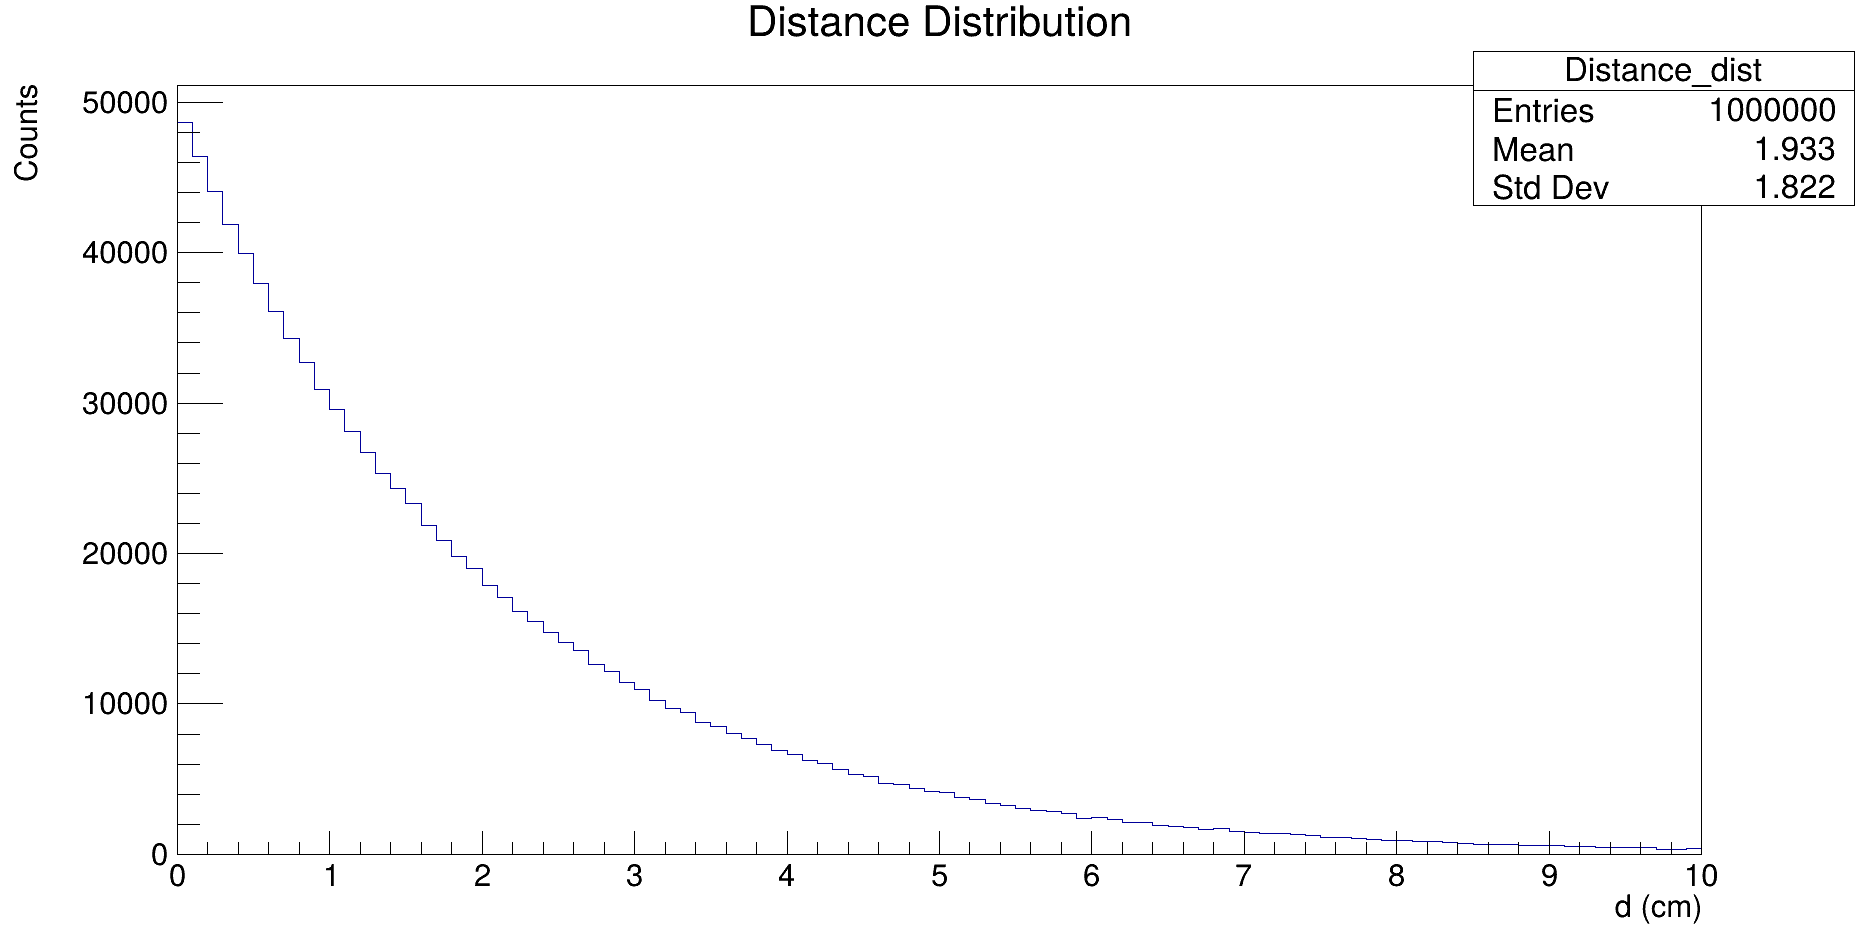 Distance Distribution
Distance_dist
Entries 1000000
Mean 1.933
Std Dev 1.822
Counts
50000
40000
30000
20000
10000
0
0 1 2 3 4 5 6 7 8 9 10
d (cm)